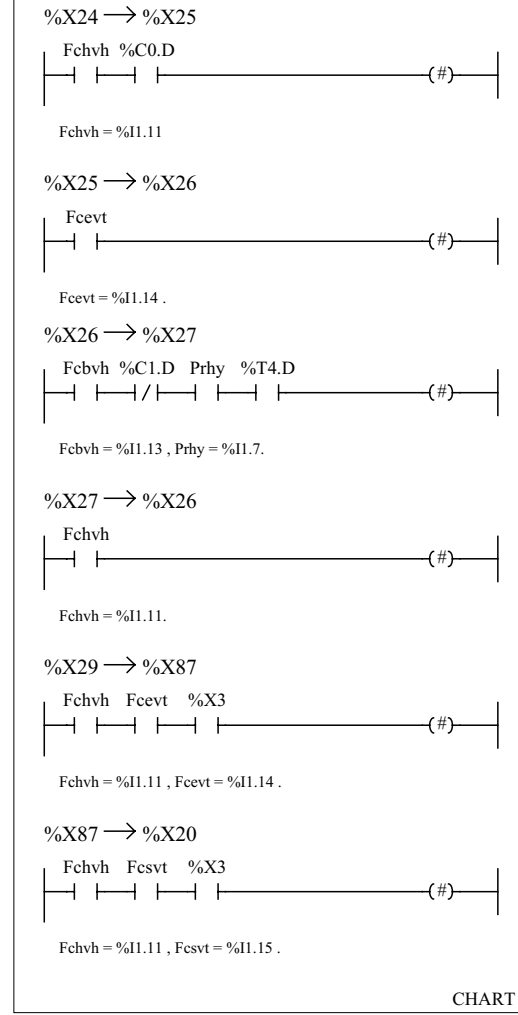 %X24 → %X25
Fchvh %C0.D
(#)
Fchvh = %I1.11
%X25 → %X26
Fcevt
(#)
Fcevt = %I1.14 .
%X26 → %X27
Fcbvh %C1.D Prhy %T4.D
(#)
Fcbvh = %I1.13 , Prhy = %I1.7.
%X27 → %X26
Fchvh
(#)
Fchvh = %I1.11.
%X29 → %X87
Fchvh Fcevt %X3
(#)
Fchvh = %I1.11 , Fcevt = %I1.14 .
%X87 → %X20
Fchvh Fcsvt %X3
(#)
Fchvh = %I1.11 , Fcsvt = %I1.15 .
CHART